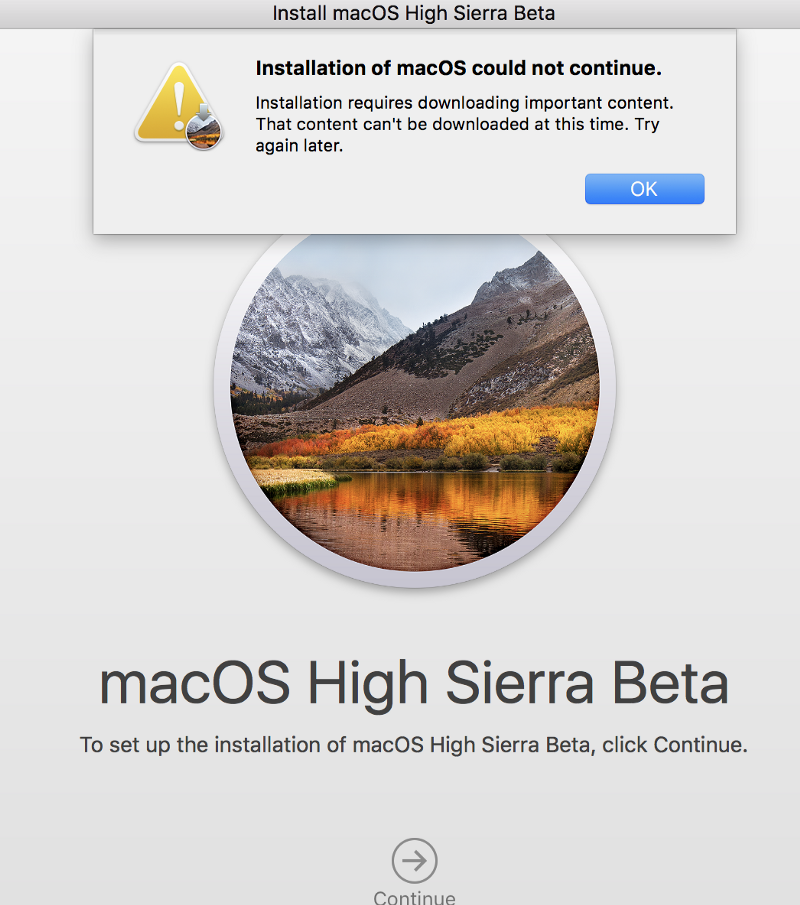 Install macOS High Sierra Beta
Installation of macOS could not continue.
Installation requires downloading important content.
That content can't be downloaded at this time. Try
again later.
OK
macOS High Sierra Beta
To set up the installation of macOS High Sierra Beta, click Continue.
Continue